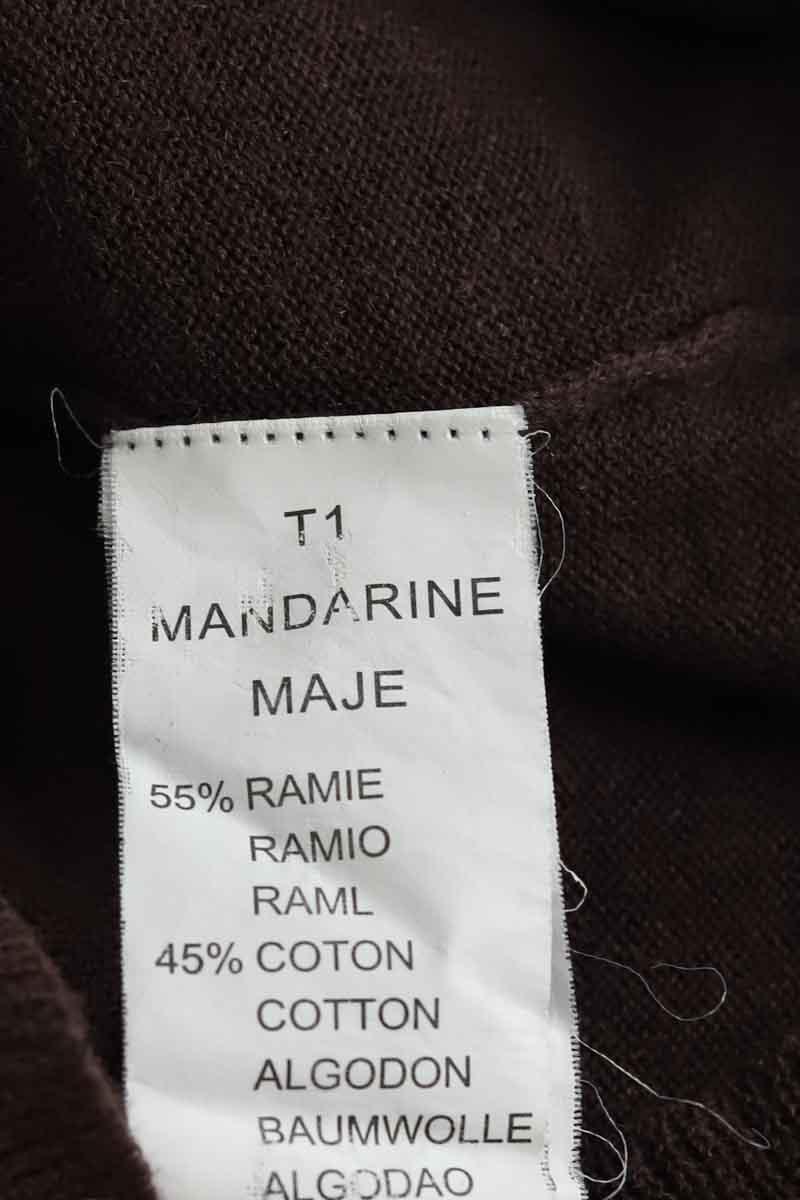 T1
MANDARINE
MAJE
55% RAMIE
RAMIO
RAML
45% COTON
COTTON
ALGODON
BAUMWOLLE
ALGODAO